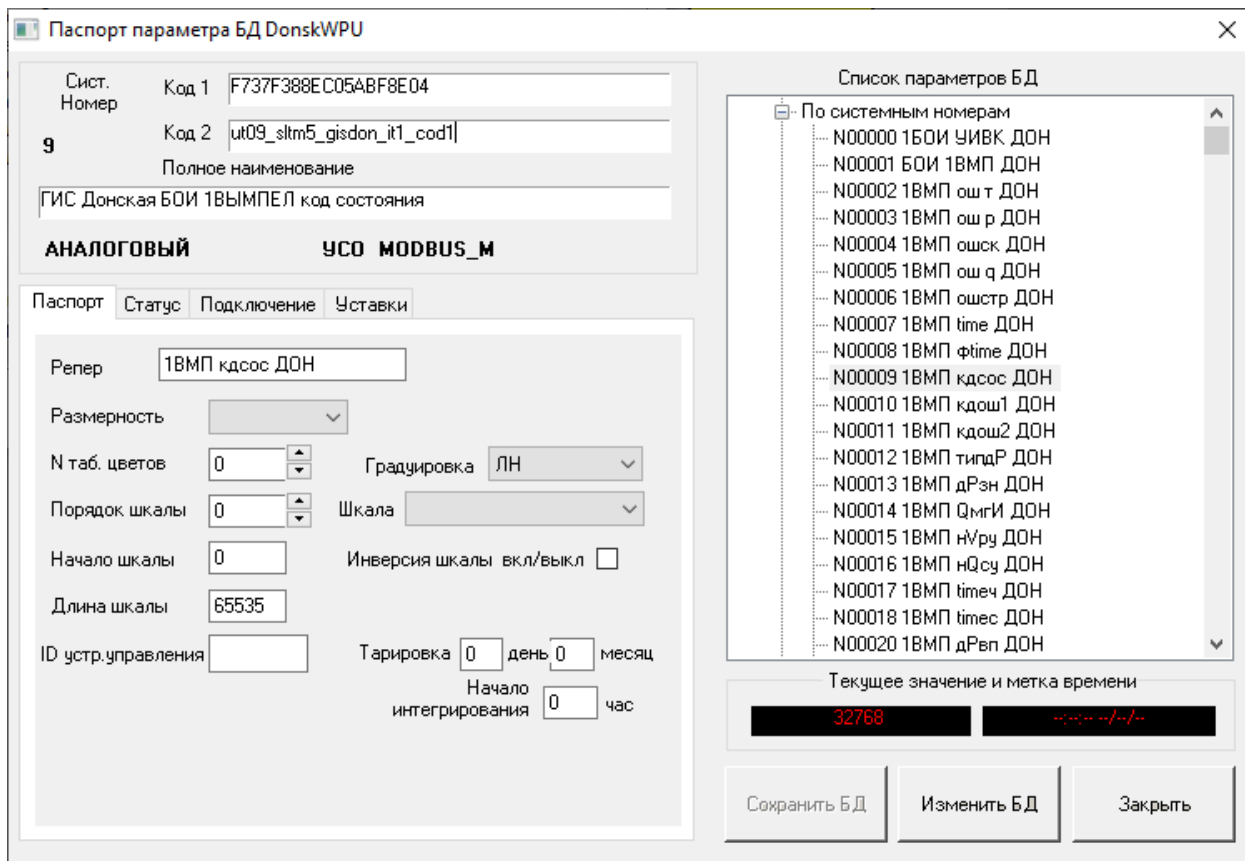 Паспорт параметра БД DonskWPU
Сист. Номер
9
Код 1 F737F388EC05ABF8E04
Код 2 ut09_sltm5_gisdon_it1_cod1
Полное наименование
ГИС Донская БОИ 1ВЫМПЕЛ код состояния
АНАЛОГОВЫЙ УСО MODBUS_M
Паспорт Статус Подключение Уставки
Репер 1ВМП кдсос ДОН
Размерность
N таб. цветов 0 Градуировка ЛН
Порядок шкалы 0 Шкала
Начало шкалы 0 Инверсия шкалы вкл/выкл
Длина шкалы 65535
ID устр.управления Тарировка 0 день 0 месяц
Начало интегрирования 0 час
Список параметров БД
По системным номерам
N00000 1БОИ УИВК ДОН
N00001 БОИ 1ВМП ДОН
N00002 1ВМП ош т ДОН
N00003 1ВМП ош р ДОН
N00004 1ВМП ошск ДОН
N00005 1ВМП ош q ДОН
N00006 1ВМП ошстр ДОН
N00007 1ВМП time ДОН
N00008 1ВМП фtime ДОН
N00009 1ВМП кдсос ДОН
N00010 1ВМП кдош1 ДОН
N00011 1ВМП кдош2 ДОН
N00012 1ВМП типдР ДОН
N00013 1ВМП дРзн ДОН
N00014 1ВМП QмгИ ДОН
N00015 1ВМП нVру ДОН
N00016 1ВМП нQсу ДОН
N00017 1ВМП timeч ДОН
N00018 1ВМП timeс ДОН
N00020 1ВМП дРвп ДОН
Текущее значение и метка времени
32768 --:--:-- --/--/--
Сохранить БД Изменить БД Закрыть